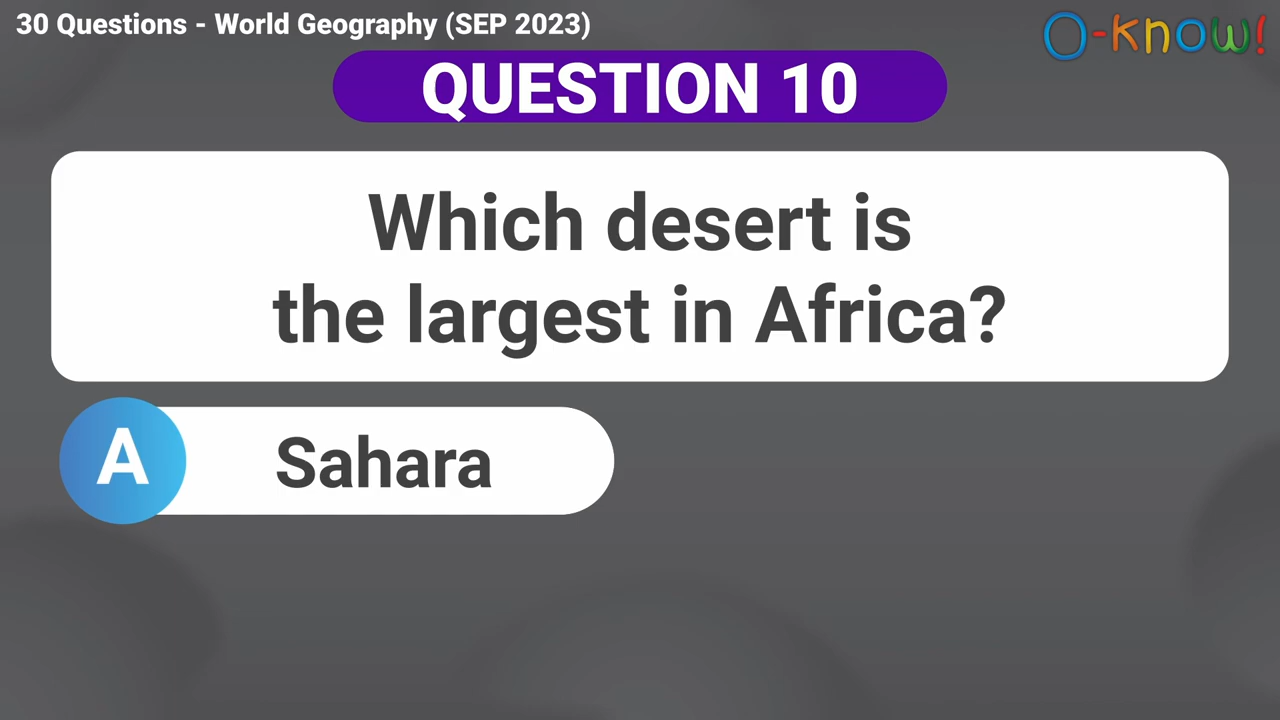 30 Questions - World Geography (SEP 2023)
O-know!
QUESTION 10
Which desert is
the largest in Africa?
A
Sahara